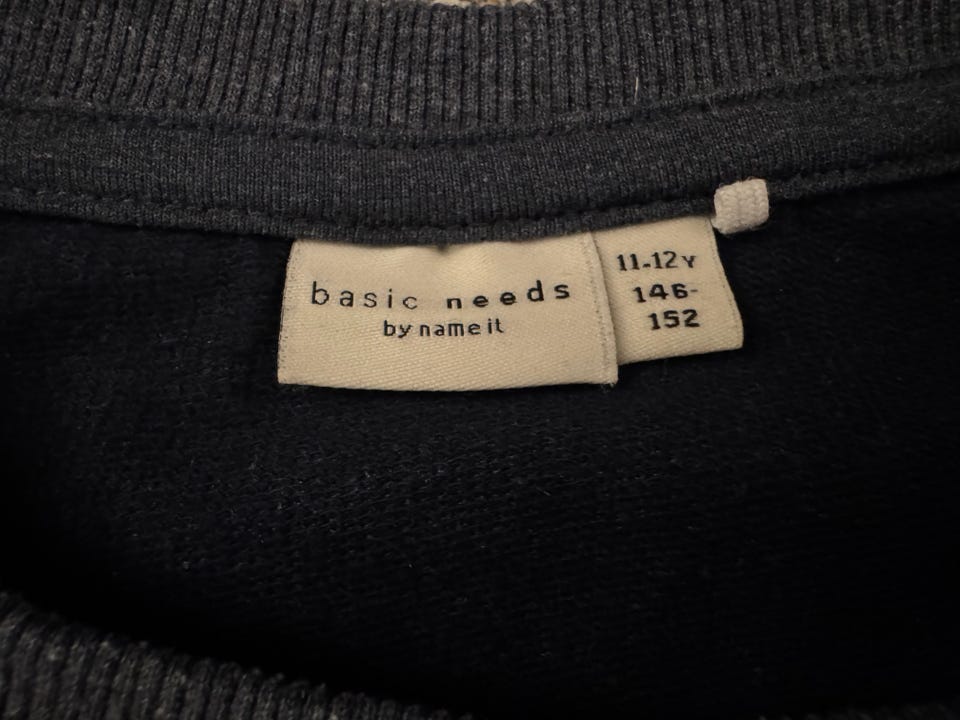 basic needs
by name it
11-12Y
146-
152